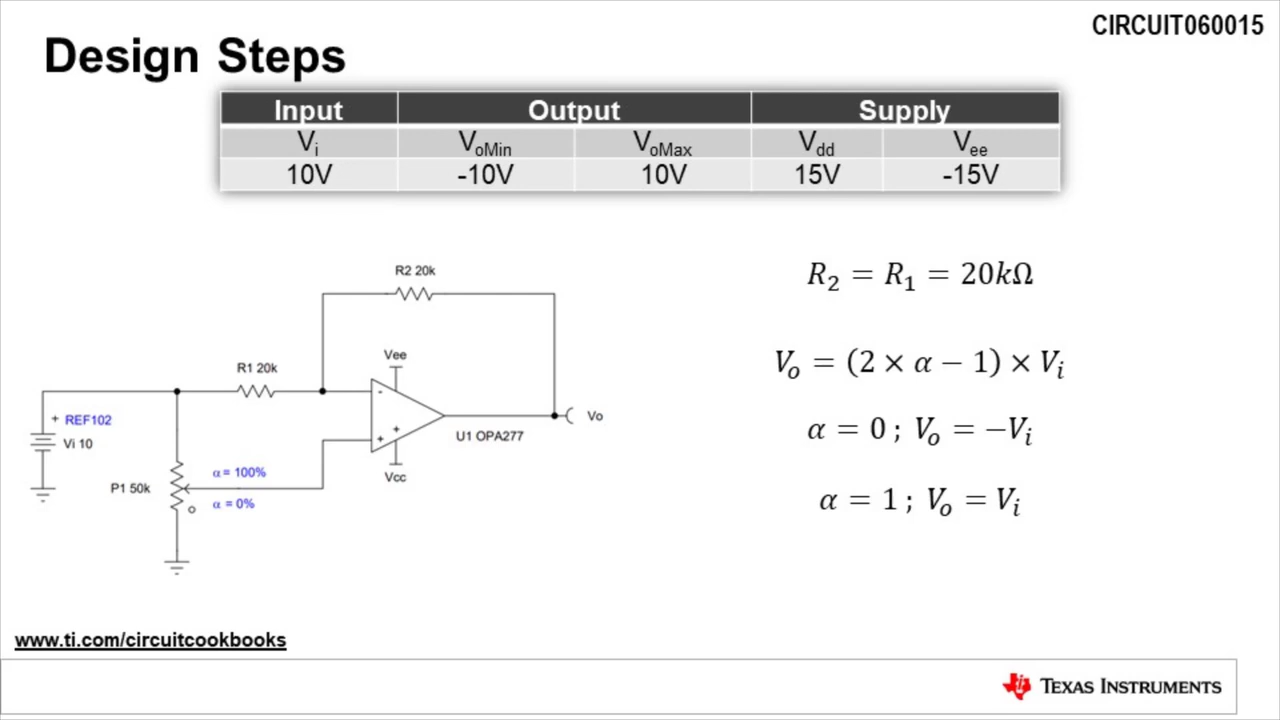 CIRCUIT060015
Design Steps
Input Output Supply
Vi VoMin VoMax Vdd Vee
10V -10V 10V 15V -15V
R2 20k
R1 20k
Vee
-
+ REF102
Vi 10
+
+
Vo
U1 OPA277
Vcc
α = 100%
P1 50k
α = 0%
R₂ = R₁ = 20kΩ
Vₒ = (2 × α − 1) × Vᵢ
α = 0 ; Vₒ = −Vᵢ
α = 1 ; Vₒ = Vᵢ
www.ti.com/circuitcookbooks
TEXAS INSTRUMENTS